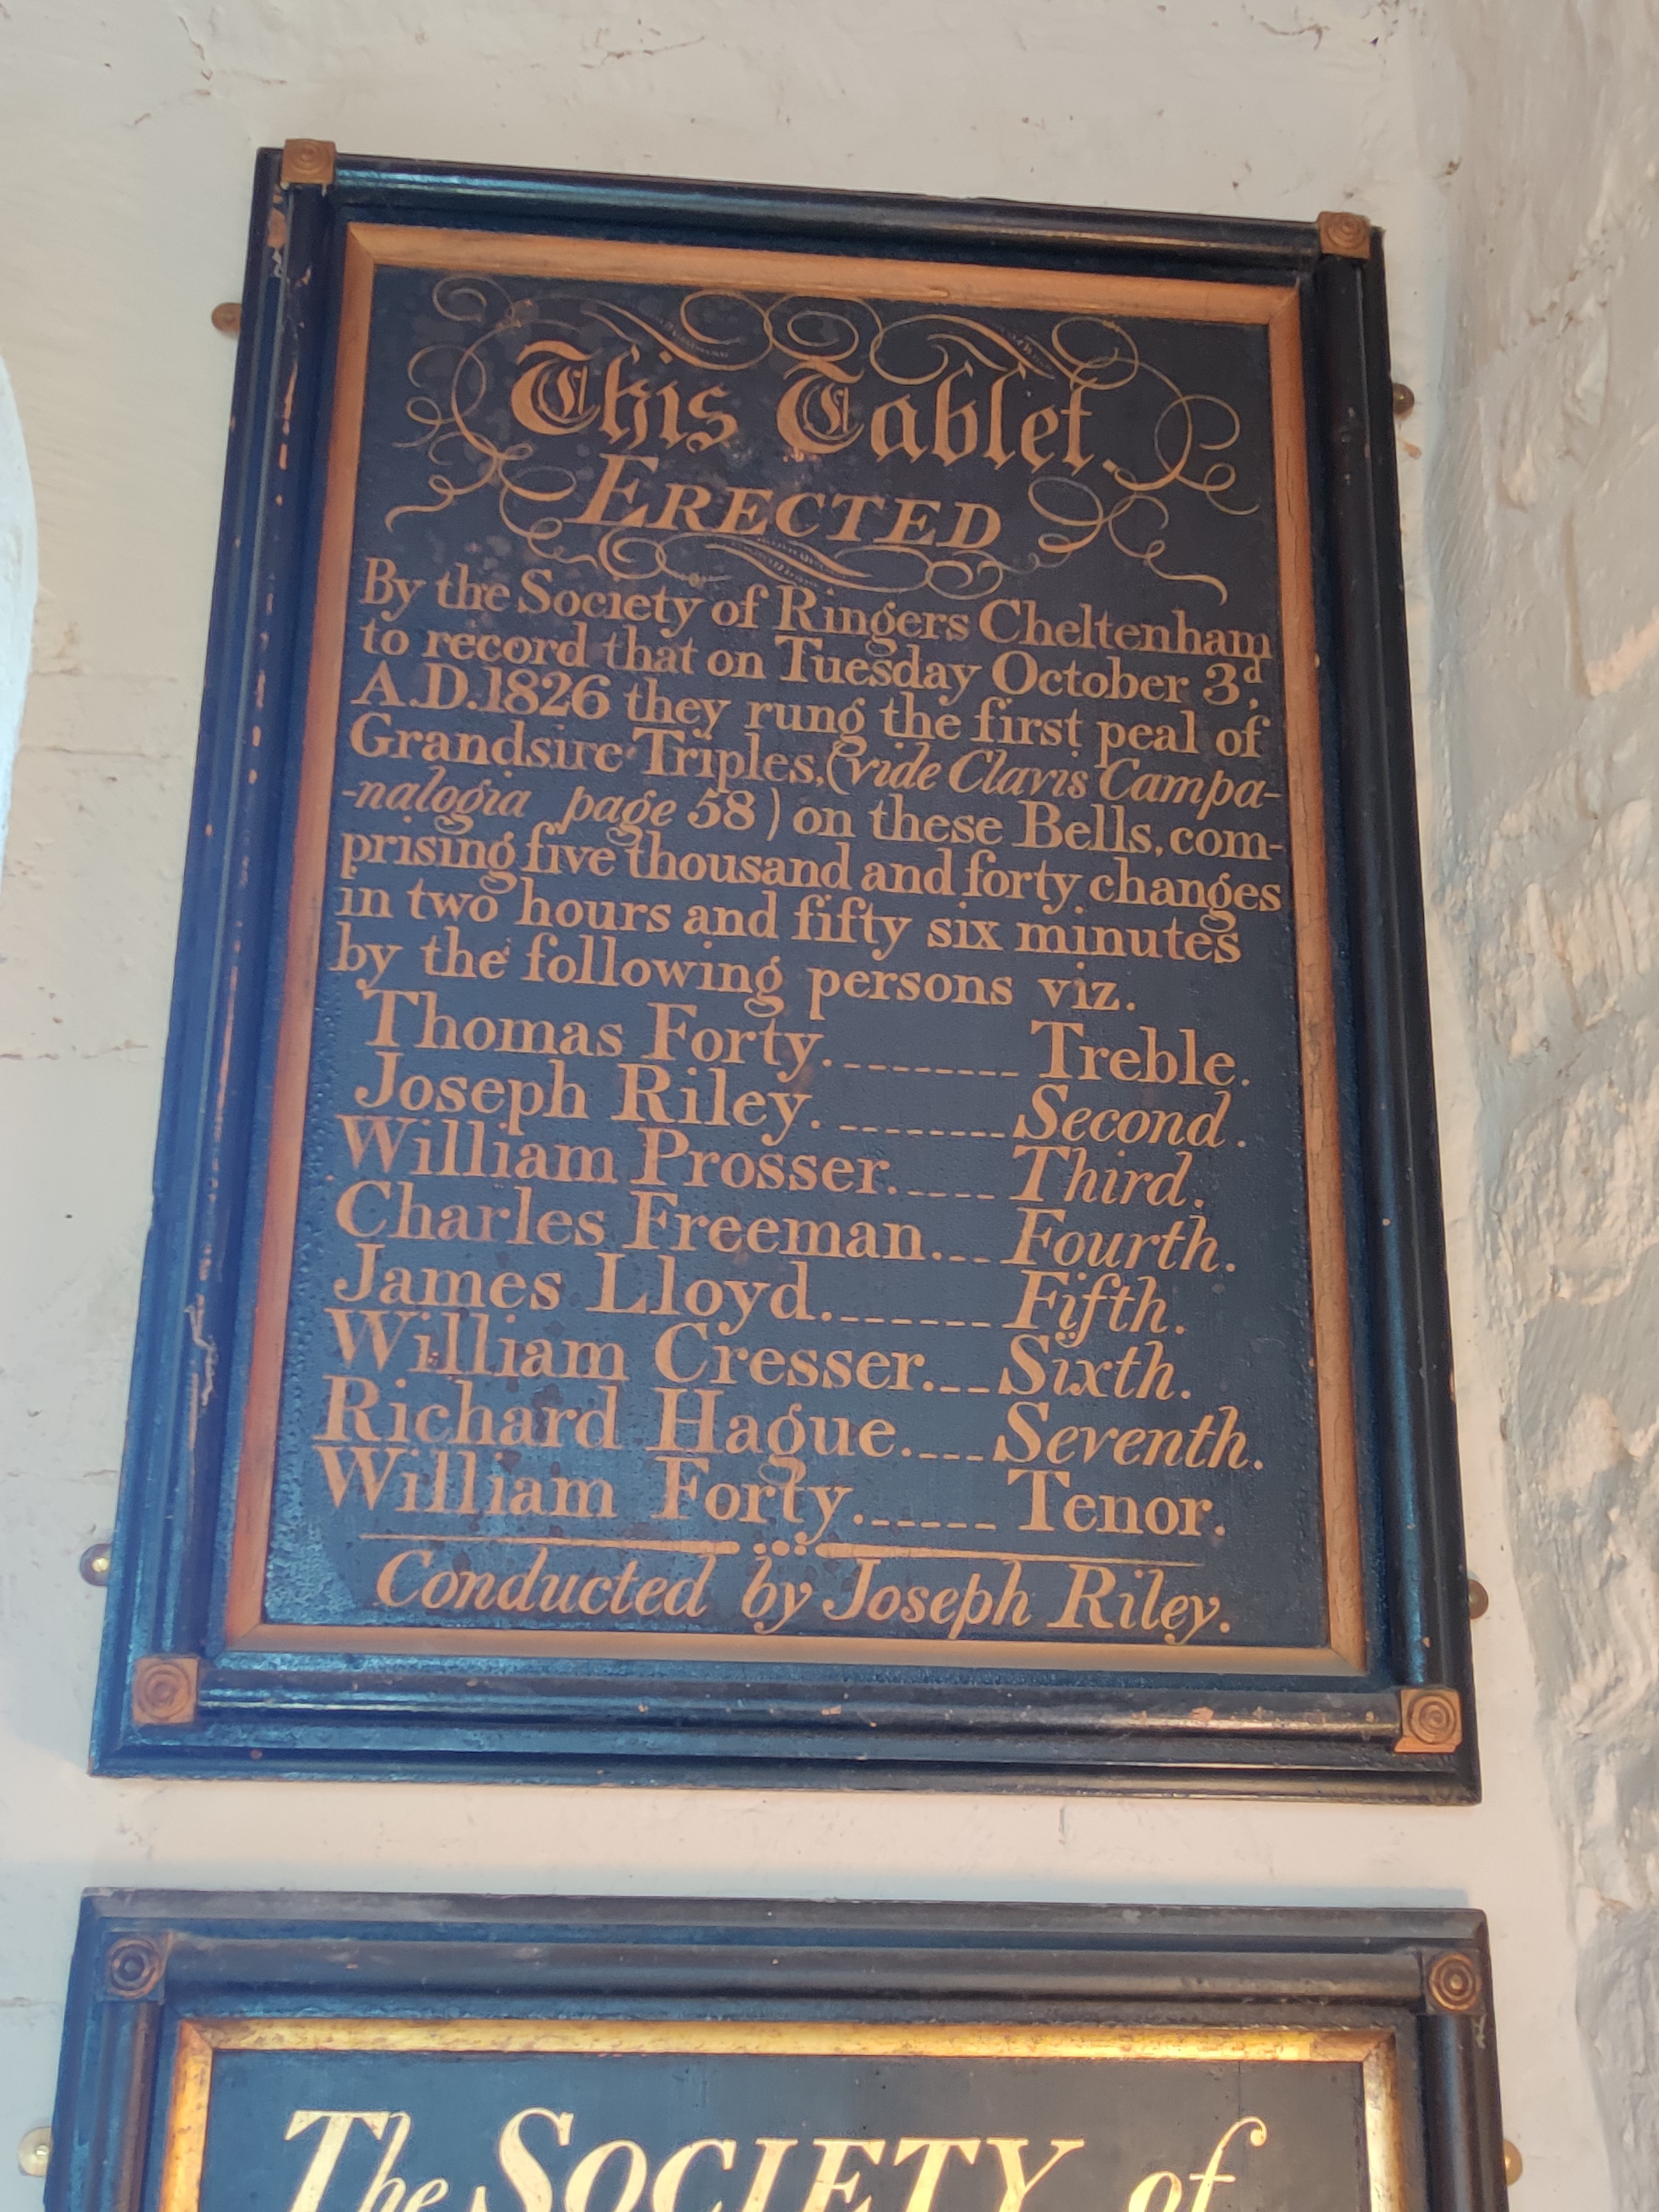 This Tablet.
ERECTED
By the Society of Ringers Cheltenham
to record that on Tuesday October 3d,
A.D.1826 they rung the first peal of
Grandsire Triples, (vide Clavis Campa-
-nalogia page 58) on these Bells, com-
prising five thousand and forty changes
in two hours and fifty six minutes
by the following persons viz.
Thomas Forty. -------- Treble.
Joseph Riley. -------- Second.
William Prosser. ---- Third.
Charles Freeman. -- Fourth.
James Lloyd. ------ Fifth.
William Cresser. -- Sixth.
Richard Hague. --- Seventh.
William Forty. ----- Tenor.
Conducted by Joseph Riley.
The SOCIETY of